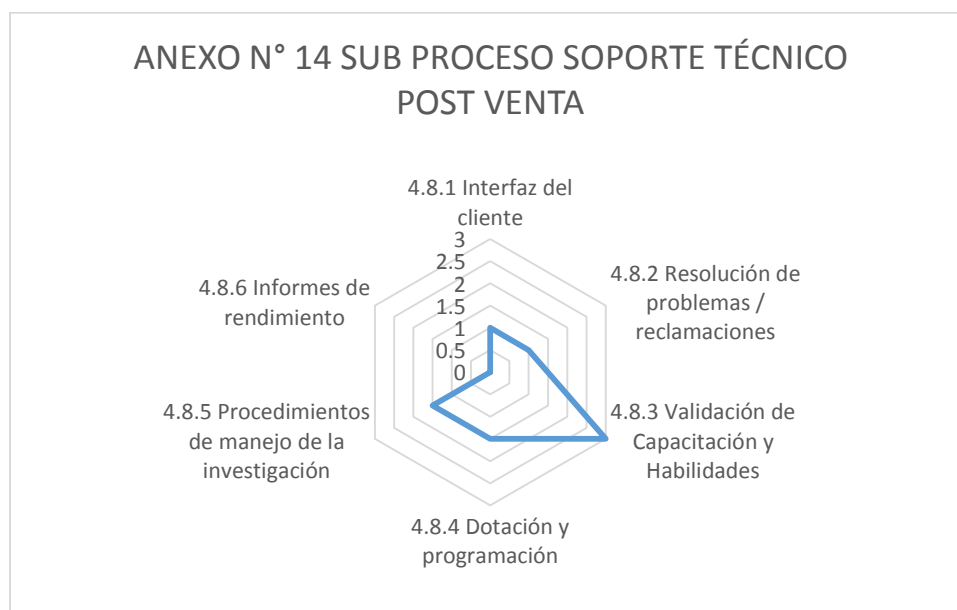 ANEXO N° 14 SUB PROCESO SOPORTE TÉCNICO
POST VENTA
4.8.1 Interfaz del
cliente
3
2.5
2
1.5
1
0.5
0
4.8.2 Resolución de
problemas /
reclamaciones
4.8.3 Validación de
Capacitación y
Habilidades
4.8.4 Dotación y
programación
4.8.5 Procedimientos
de manejo de la
investigación
4.8.6 Informes de
rendimiento